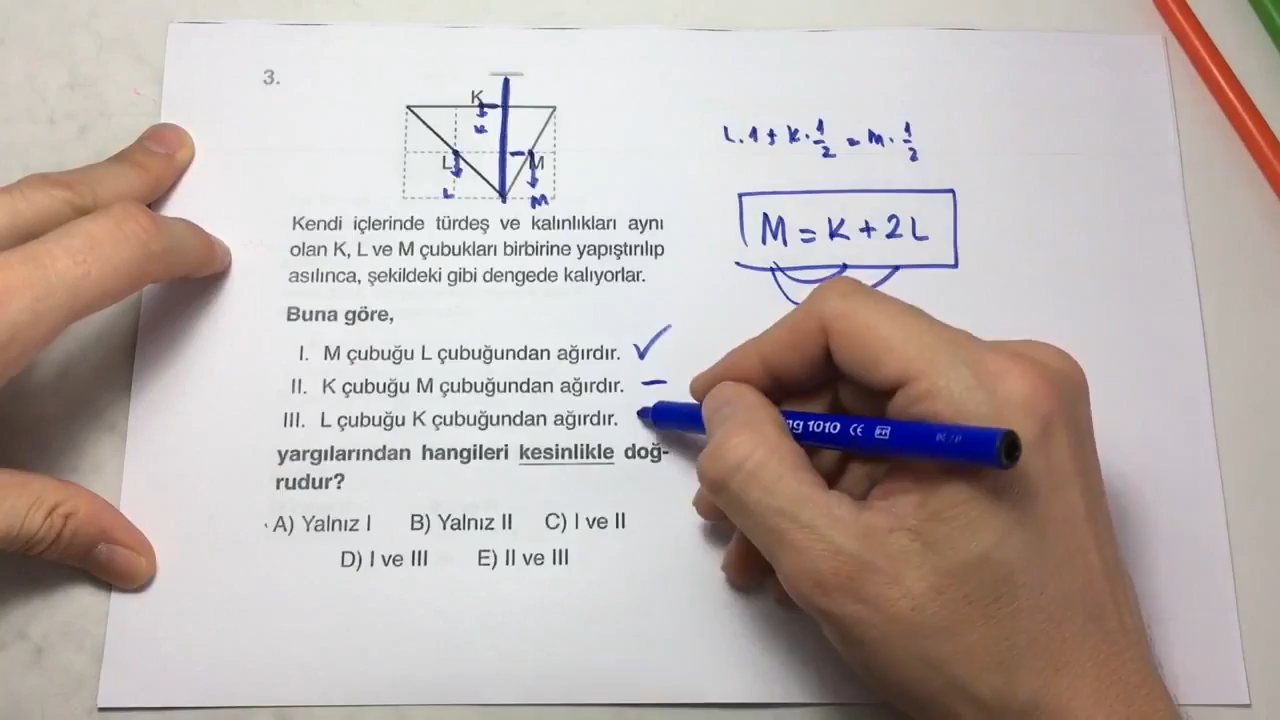 3.
K
K
L
M
L
M
L.1 + K.1/2 = M.1/2
M = K + 2L
Kendi içlerinde türdeş ve kalınlıkları aynı
olan K, L ve M çubukları birbirine yapıştırılıp
asılınca, şekildeki gibi dengede kalıyorlar.
Buna göre,
I. M çubuğu L çubuğundan ağırdır. ✓
II. K çubuğu M çubuğundan ağırdır. –
III. L çubuğu K çubuğundan ağırdır.
yargılarından hangileri kesinlikle doğ-
rudur?
A) Yalnız I B) Yalnız II C) I ve II
D) I ve III E) II ve III
1010 CE